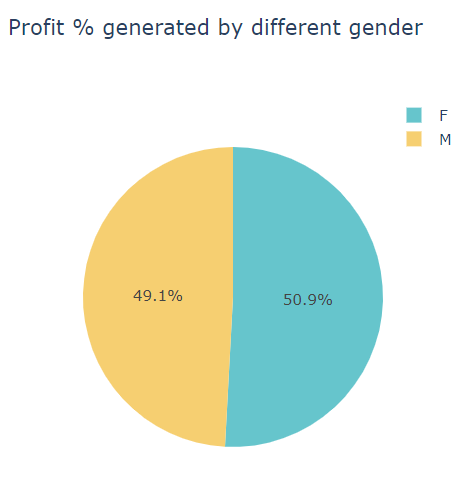 Profit % generated by different gender
F
M
49.1%
50.9%